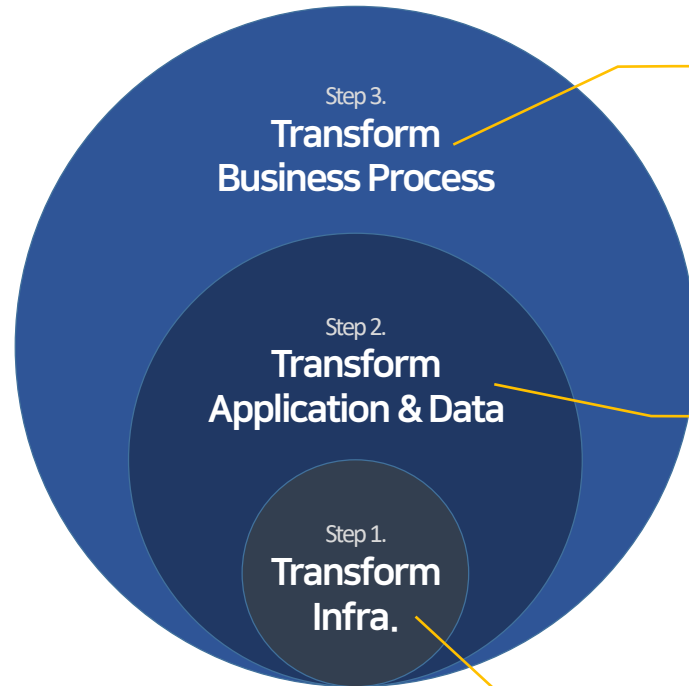 Step 3.
Transform
Business Process
Step 2.
Transform
Application & Data
Step 1.
Transform
Infra.